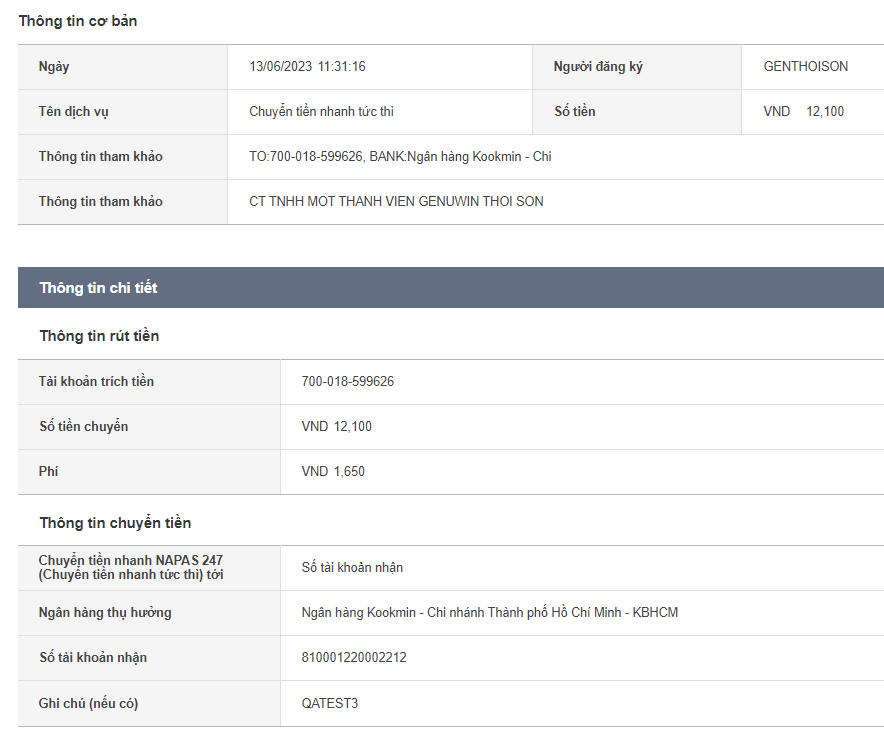 Thông tin cơ bản
Ngày 13/06/2023 11:31:16 Người đăng ký GENTHOISON
Tên dịch vụ Chuyển tiền nhanh tức thì Số tiền VND 12,100
Thông tin tham khảo TO:700-018-599626, BANK:Ngân hàng Kookmin - Chi
Thông tin tham khảo CT TNHH MOT THANH VIEN GENUWIN THOI SON
Thông tin chi tiết
Thông tin rút tiền
Tài khoản trích tiền 700-018-599626
Số tiền chuyển VND 12,100
Phí VND 1,650
Thông tin chuyển tiền
Chuyển tiền nhanh NAPAS 247
(Chuyển tiền nhanh tức thì) tới Số tài khoản nhận
Ngân hàng thụ hưởng Ngân hàng Kookmin - Chi nhánh Thành phố Hồ Chí Minh - KBHCM
Số tài khoản nhận 810001220002212
Ghi chú (nếu có) QATEST3